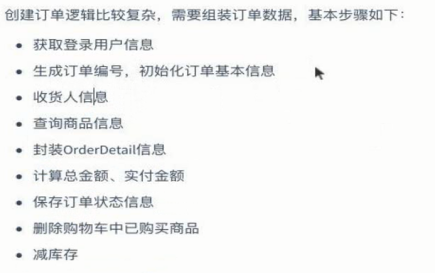 创建订单逻辑比较复杂，需要组装订单数据，基本步骤如下：
• 获取登录用户信息
• 生成订单编号，初始化订单基本信息
• 收货人信息
• 查询商品信息
• 封装OrderDetail信息
• 计算总金额、实付金额
• 保存订单状态信息
• 删除购物车中已购买商品
• 减库存